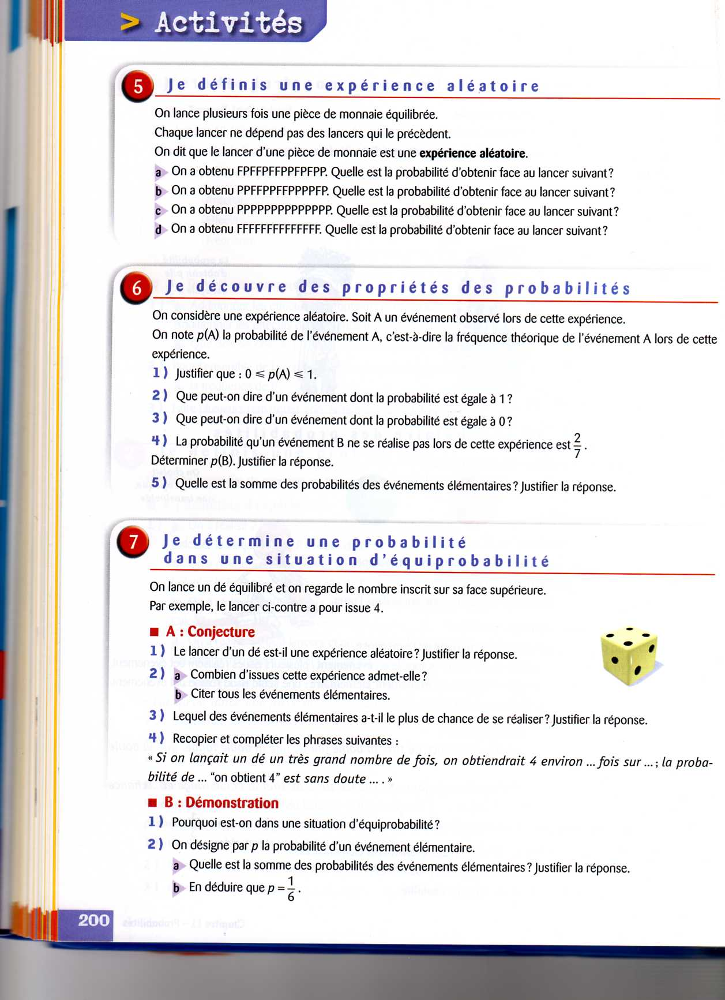 > Activités
5 Je définis une expérience aléatoire
On lance plusieurs fois une pièce de monnaie équilibrée.
Chaque lancer ne dépend pas des lancers qui le précèdent.
On dit que le lancer d'une pièce de monnaie est une expérience aléatoire.
a On a obtenu FPFFPFFPPFPFPP. Quelle est la probabilité d'obtenir face au lancer suivant ?
b On a obtenu PPFFPPFFPPPPFP. Quelle est la probabilité d'obtenir face au lancer suivant ?
c On a obtenu PPPPPPPPPPPPPP. Quelle est la probabilité d'obtenir face au lancer suivant ?
d On a obtenu FFFFFFFFFFFFFF. Quelle est la probabilité d'obtenir face au lancer suivant ?
6 Je découvre des propriétés des probabilités
On considère une expérience aléatoire. Soit A un événement observé lors de cette expérience.
On note p(A) la probabilité de l'événement A, c'est-à-dire la fréquence théorique de l'événement A lors de cette
expérience.
1) Justifier que : 0 ⩽ p(A) ⩽ 1.
2) Que peut-on dire d'un événement dont la probabilité est égale à 1 ?
3) Que peut-on dire d'un événement dont la probabilité est égale à 0 ?
4) La probabilité qu'un événement B ne se réalise pas lors de cette expérience est 2/7.
Déterminer p(B). Justifier la réponse.
5) Quelle est la somme des probabilités des événements élémentaires ? Justifier la réponse.
7 Je détermine une probabilité
dans une situation d'équiprobabilité
On lance un dé équilibré et on regarde le nombre inscrit sur sa face supérieure.
Par exemple, le lancer ci-contre a pour issue 4.
■ A : Conjecture
1) Le lancer d'un dé est-il une expérience aléatoire ? Justifier la réponse.
2) a Combien d'issues cette expérience admet-elle ?
b Citer tous les événements élémentaires.
3) Lequel des événements élémentaires a-t-il le plus de chance de se réaliser ? Justifier la réponse.
4) Recopier et compléter les phrases suivantes :
« Si on lançait un dé un très grand nombre de fois, on obtiendrait 4 environ ... fois sur ... ; la proba-
bilité de ... "on obtient 4" est sans doute ... . »
■ B : Démonstration
1) Pourquoi est-on dans une situation d'équiprobabilité ?
2) On désigne par p la probabilité d'un événement élémentaire.
a Quelle est la somme des probabilités des événements élémentaires ? Justifier la réponse.
b En déduire que p = 1/6.
200